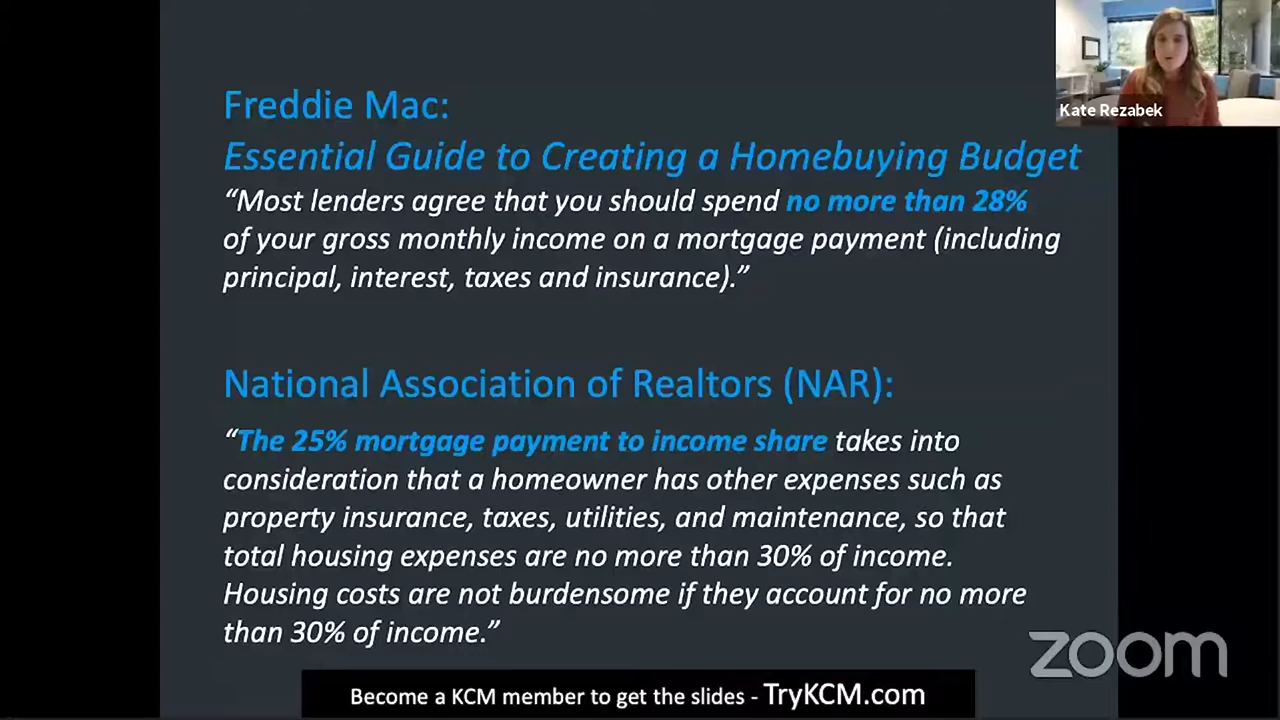 Freddie Mac:
Essential Guide to Creating a Homebuying Budget
“Most lenders agree that you should spend no more than 28%
of your gross monthly income on a mortgage payment (including
principal, interest, taxes and insurance).”
National Association of Realtors (NAR):
“The 25% mortgage payment to income share takes into
consideration that a homeowner has other expenses such as
property insurance, taxes, utilities, and maintenance, so that
total housing expenses are no more than 30% of income.
Housing costs are not burdensome if they account for no more
than 30% of income.”
Become a KCM member to get the slides - TryKCM.com
Kate Rezabek
zoom